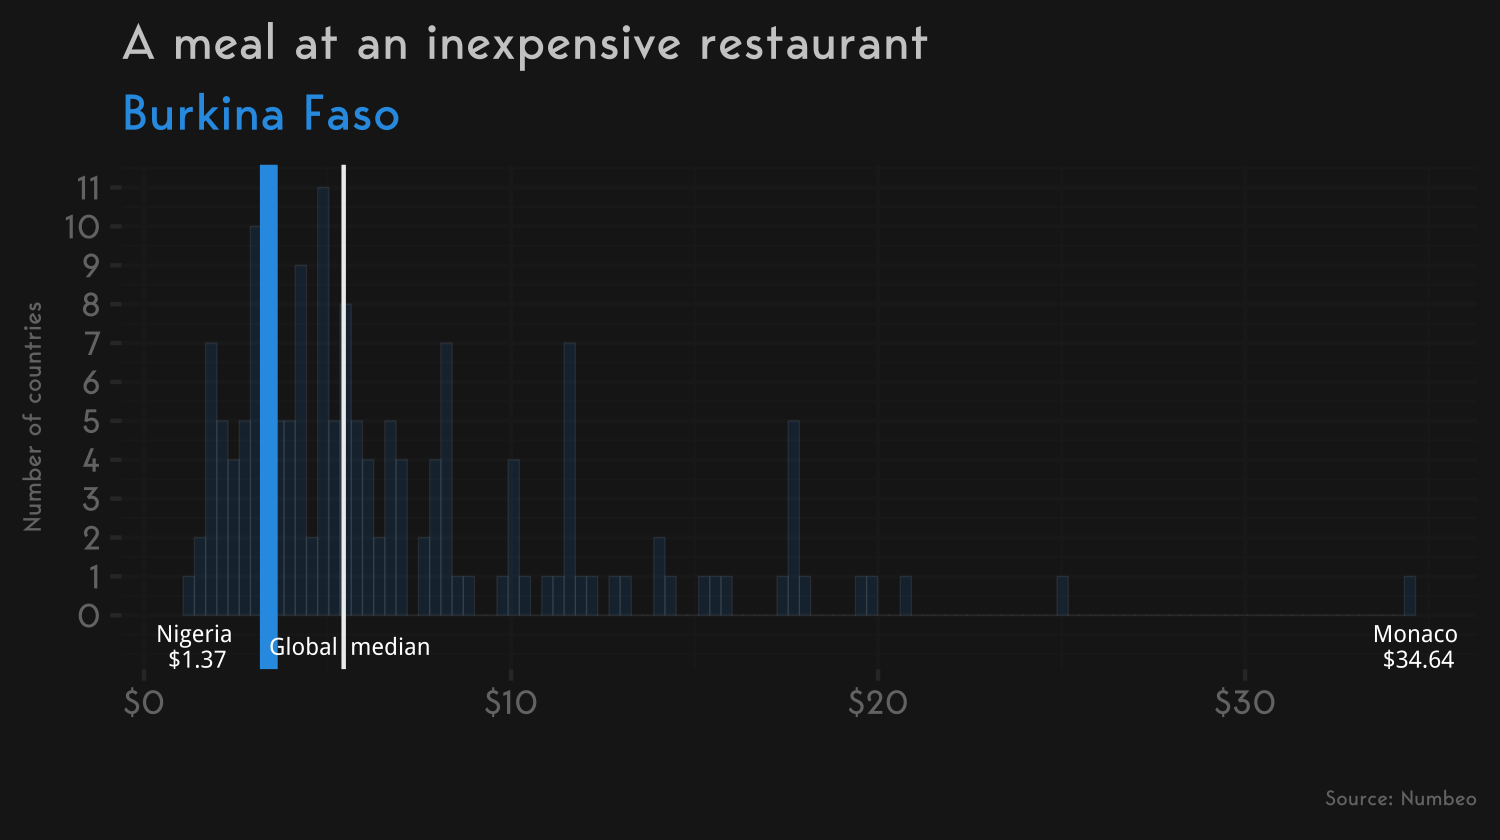 A meal at an inexpensive restaurant
Burkina Faso
Number of countries
11
10
9
8
7
6
5
4
3
2
1
0
Nigeria
$1.37
Global median
Monaco
$34.64
$0 $10 $20 $30
Source: Numbeo